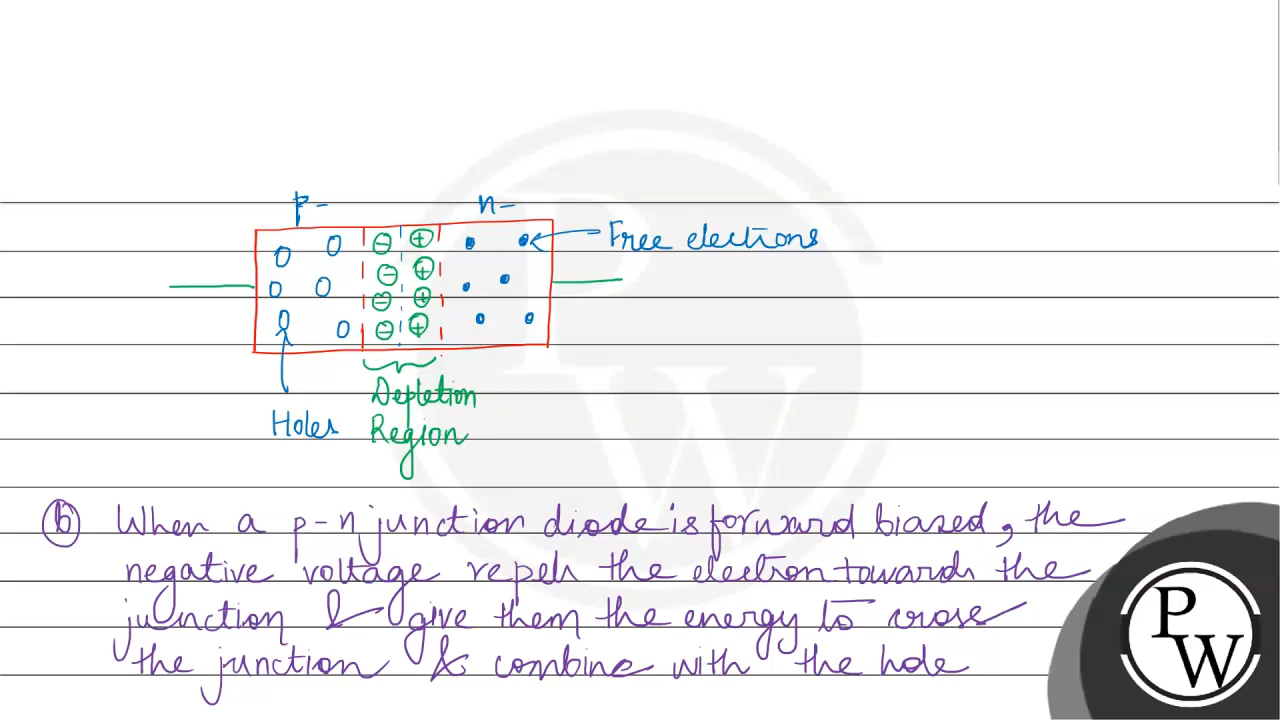 p- n-
Free elections
Holes
Depletion
Region
(b) When a p-n junction diode is forward biased, the
negative voltage repels the electron towards the
junction & give them the energy to cross
the junction & combine with the hole
P
W